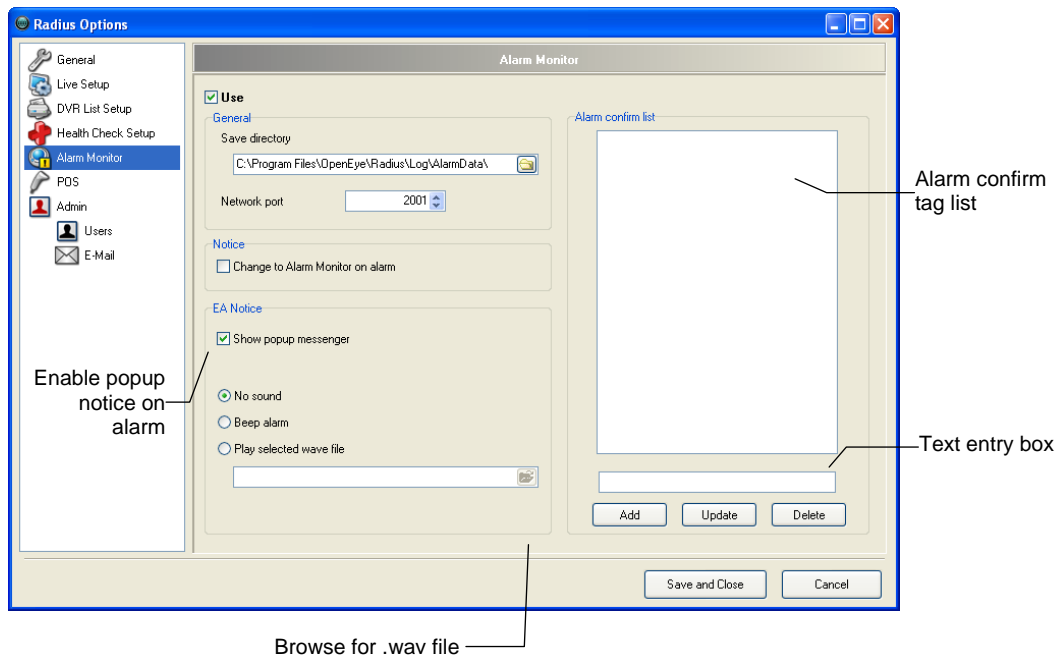 Radius Options
General
Live Setup
DVR List Setup
Health Check Setup
Alarm Monitor
POS
Admin
Users
E-Mail
Alarm Monitor
Use
General
Save directory
C:\Program Files\OpenEye\Radius\Log\AlarmData\
Network port
2001
Notice
Change to Alarm Monitor on alarm
EA Notice
Show popup messenger
No sound
Beep alarm
Play selected wave file
Alarm confirm list
Add
Update
Delete
Save and Close
Cancel
Alarm confirm
tag list
Text entry box
Enable popup
notice on
alarm
Browse for .wav file